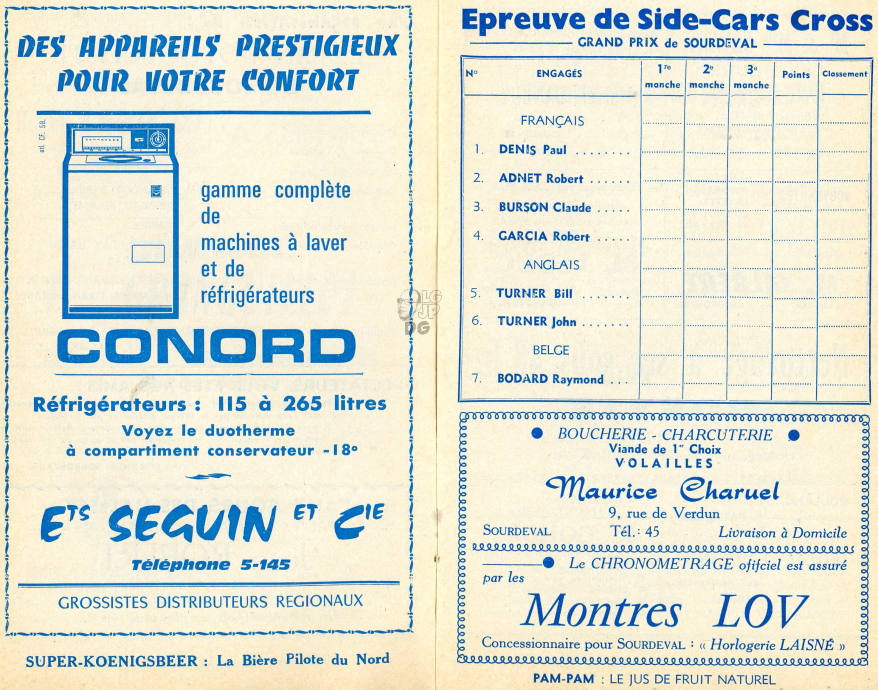 DES APPAREILS PRESTIGIEUX
POUR VOTRE CONFORT
gamme complète
de
machines à laver
et de
réfrigérateurs
CONORD
Réfrigérateurs : 115 à 265 litres
Voyez le duotherme
à compartiment conservateur -18°
ETS SEGUIN ET CIE
Téléphone 5-145
GROSSISTES DISTRIBUTEURS REGIONAUX
SUPER-KOENIGSBEER : La Bière Pilote du Nord
Epreuve de Side-Cars Cross
GRAND PRIX de SOURDEVAL
N° ENGAGÉS 1re manche 2e manche 3e manche Points Classement
FRANÇAIS
1. DENIS Paul .......
2. ADNET Robert ......
3. BURSON Claude .....
4. GARCIA Robert .....
ANGLAIS
5. TURNER Bill ......
6. TURNER John ......
BELGE
7. BODARD Raymond ...
BOUCHERIE - CHARCUTERIE
Viande de 1er Choix
VOLAILLES
Maurice Charuel
9, rue de Verdun
SOURDEVAL Tél.: 45 Livraison à Domicile
Le CHRONOMETRAGE ofifciel est assuré
par les
Montres LOV
Concessionnaire pour SOURDEVAL : « Horlogerie LAISNÉ »
PAM-PAM : LE JUS DE FRUIT NATUREL
LG
JP
DG